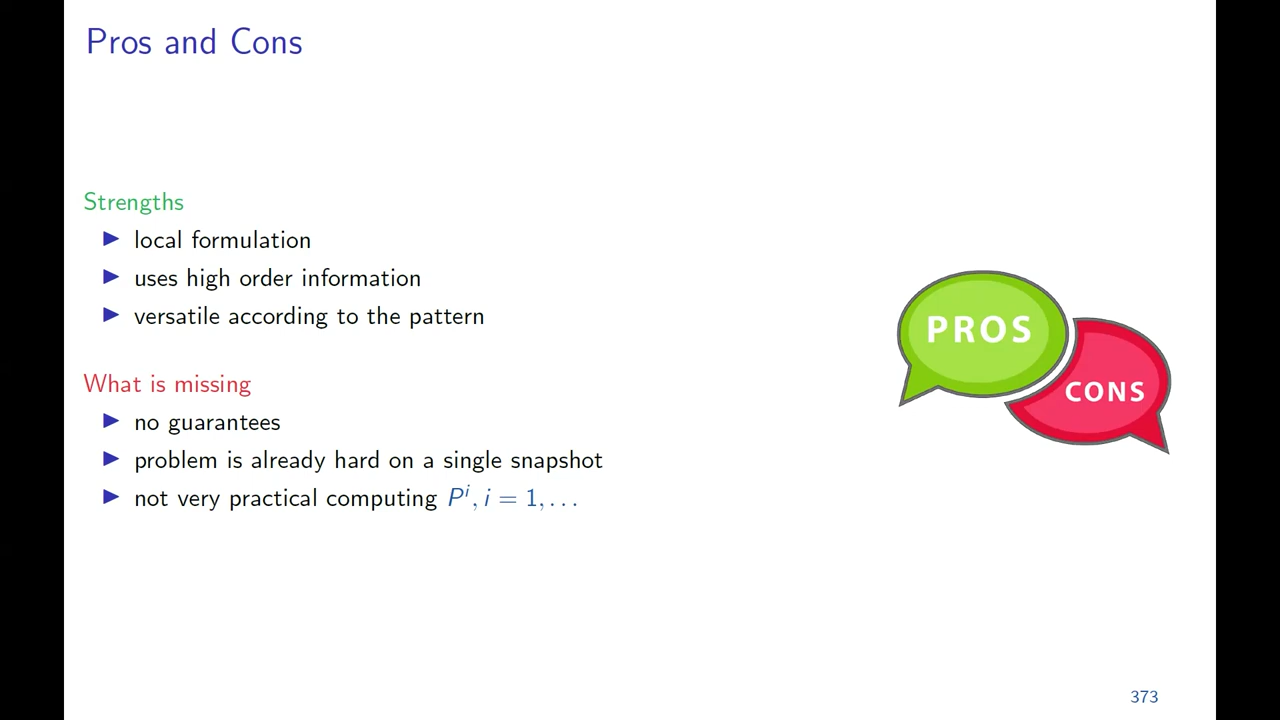 Pros and Cons
Strengths
▶ local formulation
▶ uses high order information
▶ versatile according to the pattern
What is missing
▶ no guarantees
▶ problem is already hard on a single snapshot
▶ not very practical computing Pⁱ, i = 1, . . .
PROS
CONS
373